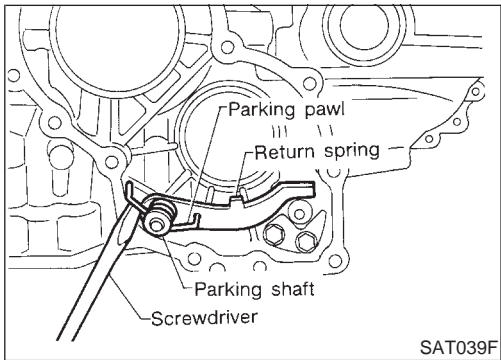 Parking pawl
Return spring
Parking shaft
Screwdriver
SAT039F